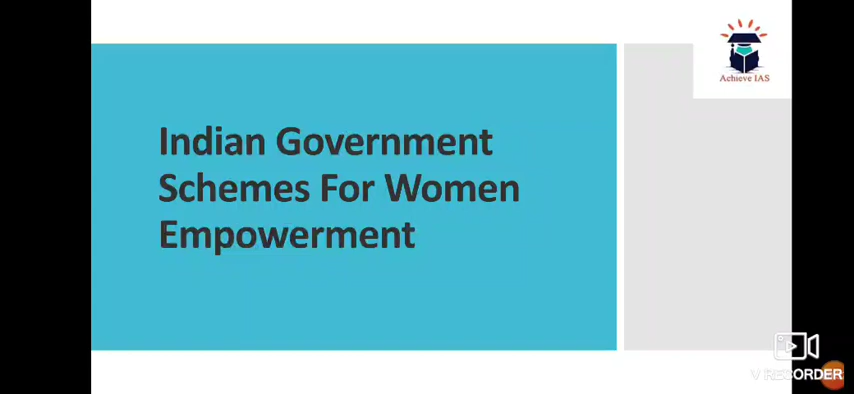 Achieve IAS
Indian Government
Schemes For Women
Empowerment
V RECORDER